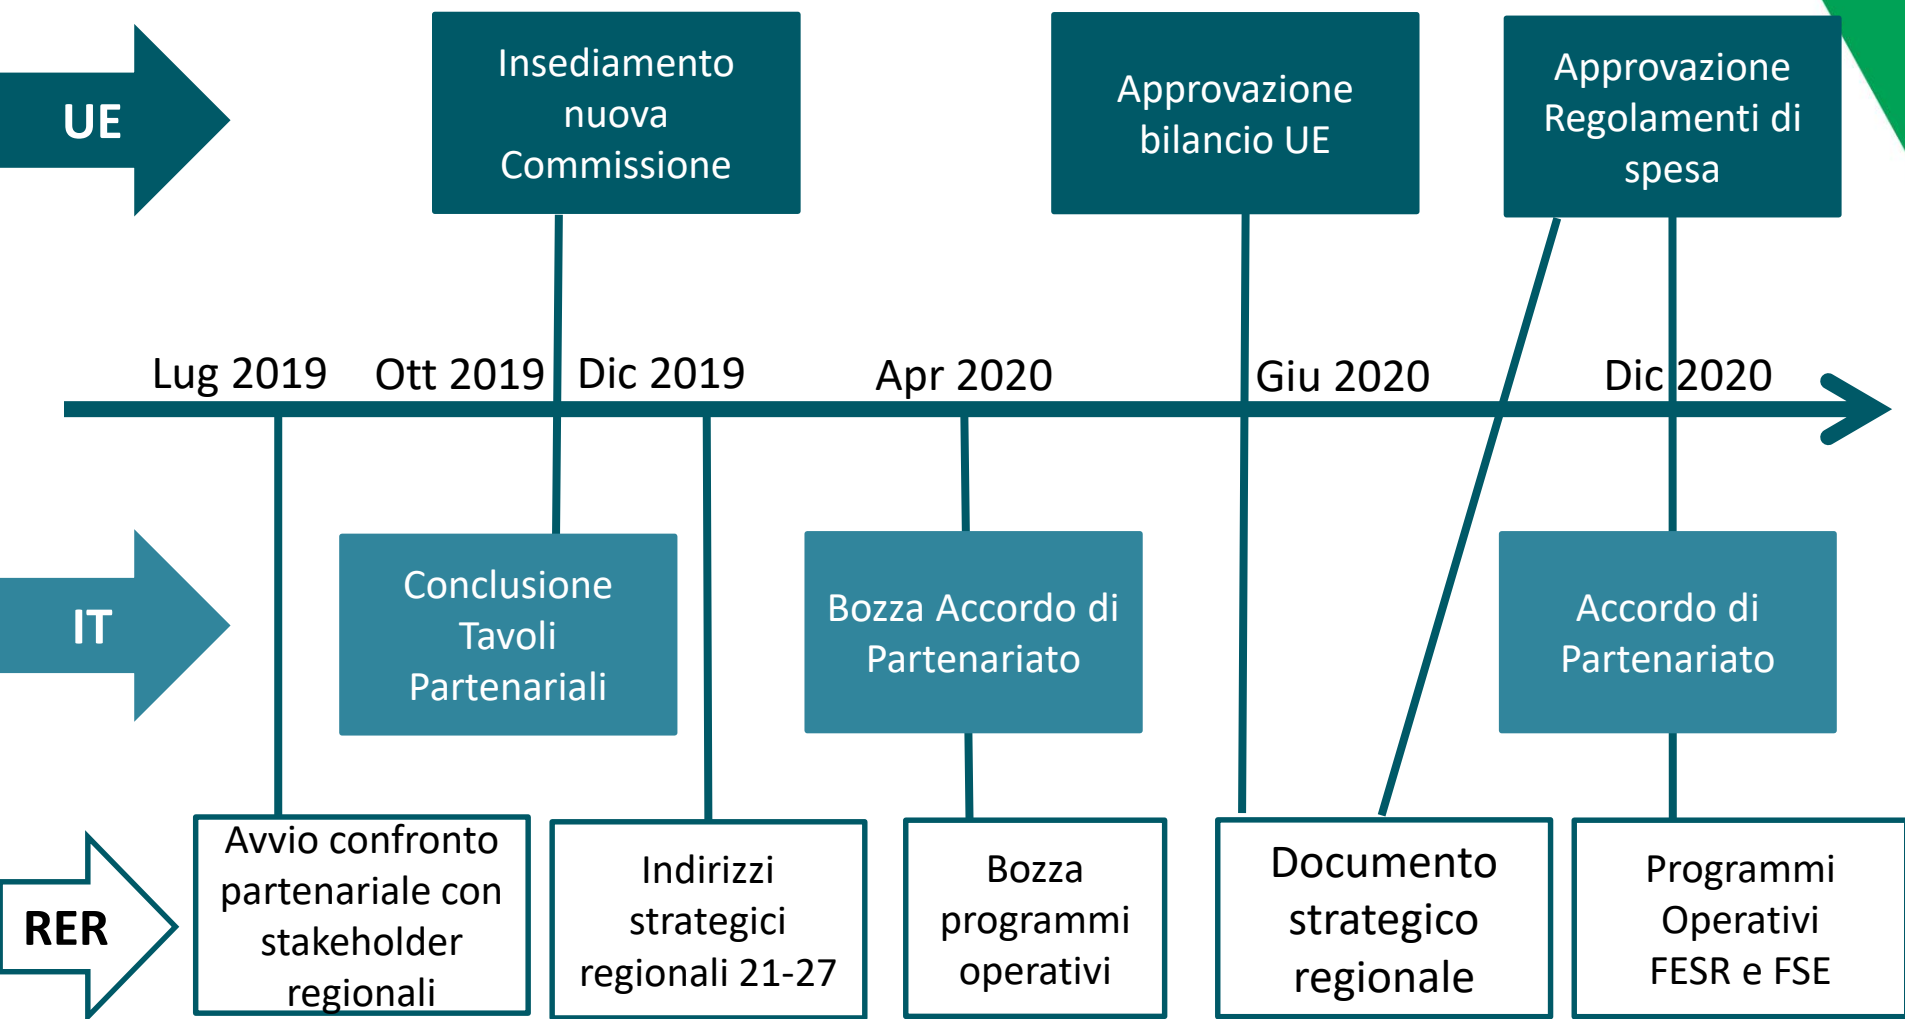 UE
Insediamento
nuova
Commissione
Approvazione
bilancio UE
Approvazione
Regolamenti di
spesa
Lug 2019
Ott 2019
Dic 2019
Apr 2020
Giu 2020
Dic 2020
IT
Conclusione
Tavoli
Partenariali
Bozza Accordo di
Partenariato
Accordo di
Partenariato
RER
Avvio confronto
partenariale con
stakeholder
regionali
Indirizzi
strategici
regionali 21-27
Bozza
programmi
operativi
Documento
strategico
regionale
Programmi
Operativi
FESR e FSE